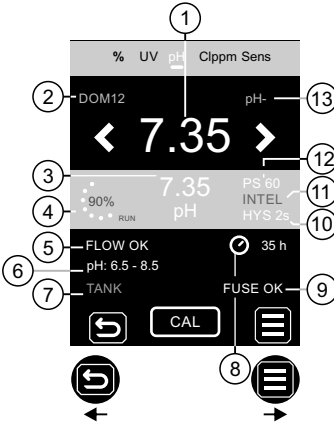 1
% UV pH Clppm Sens
2 DOM12 pH- 13
7.35
12
3 7.35 PS 60
90% INTEL 11
4 RUN pH HYS 2s 10
5 FLOW OK 35 h
6 pH: 6.5 - 8.5
7 TANK FUSE OK 9
CAL
8